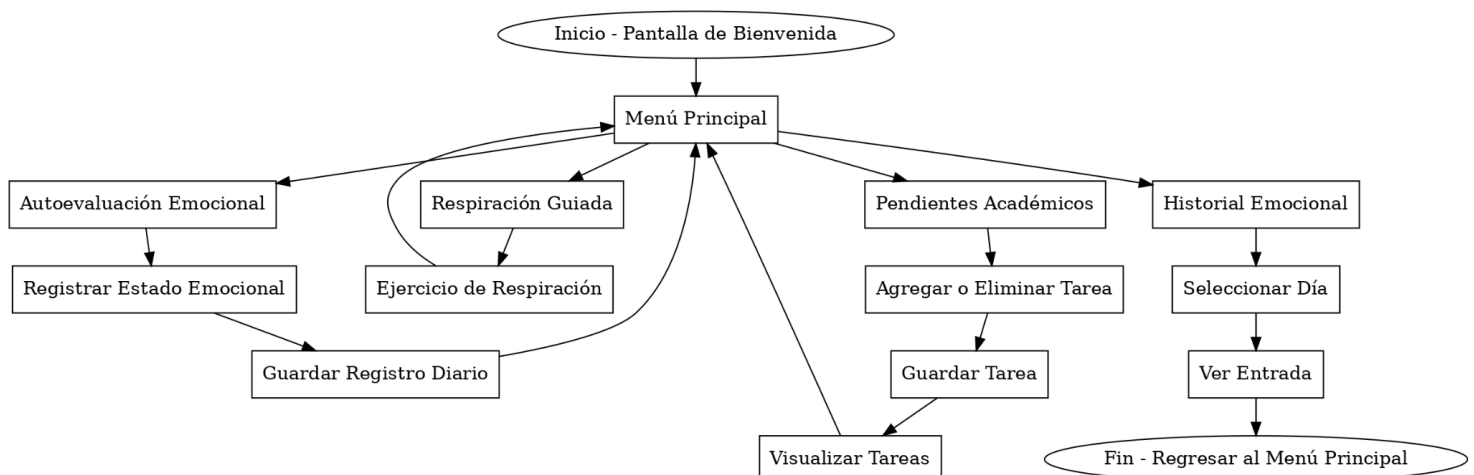 Inicio - Pantalla de Bienvenida
Menú Principal
Autoevaluación Emocional
Respiración Guiada
Pendientes Académicos
Historial Emocional
Registrar Estado Emocional
Ejercicio de Respiración
Agregar o Eliminar Tarea
Seleccionar Día
Guardar Registro Diario
Guardar Tarea
Ver Entrada
Visualizar Tareas
Fin - Regresar al Menú Principal